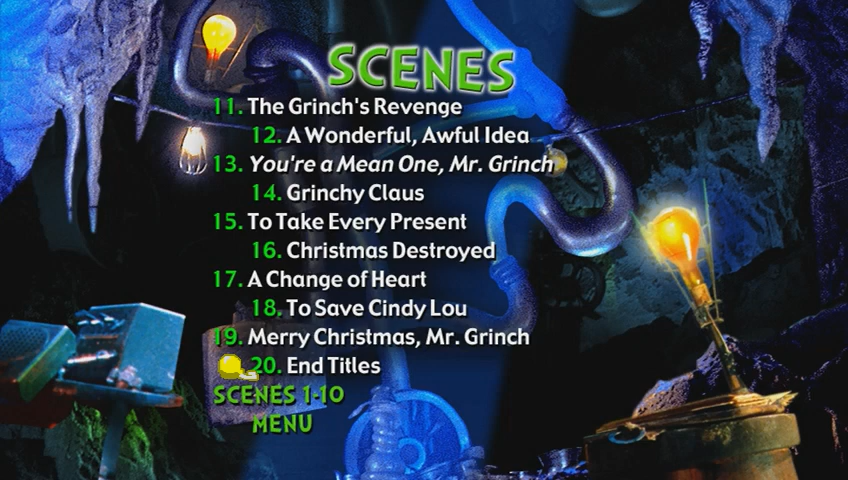 SCENES
11. The Grinch's Revenge
12. A Wonderful, Awful Idea
13. You're a Mean One, Mr. Grinch
14. Grinchy Claus
15. To Take Every Present
16. Christmas Destroyed
17. A Change of Heart
18. To Save Cindy Lou
19. Merry Christmas, Mr. Grinch
20. End Titles
SCENES 1-10
MENU